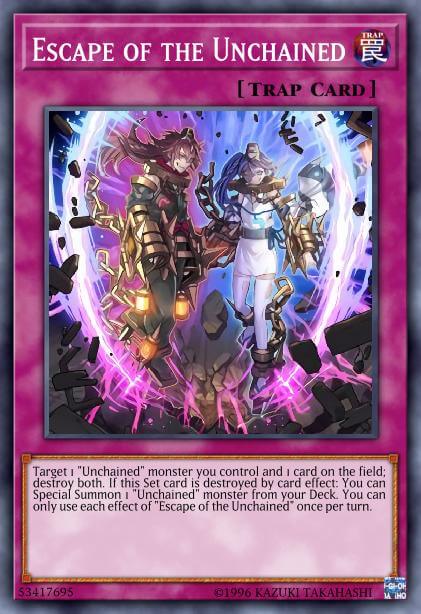 ESCAPE OF THE UNCHAINED
TRAP
罠
[TRAP CARD]
Target 1 "Unchained" monster you control and 1 card on the field;
destroy both. If this Set card is destroyed by card effect: You can
Special Summon 1 "Unchained" monster from your Deck. You can
only use each effect of "Escape of the Unchained" once per turn.
53417695
©1996 KAZUKI TAKAHASHI